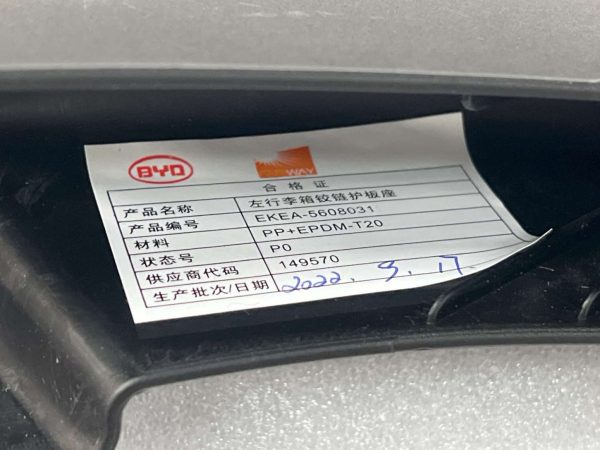 BYD
WAY
合格证
产品名称 左行李箱铰链护板座
产品编号 EKEA-5608031
材料 PP+EPDM-T20
状态号 P0
供应商代码 149570
生产批次/日期 2022. 9. 17